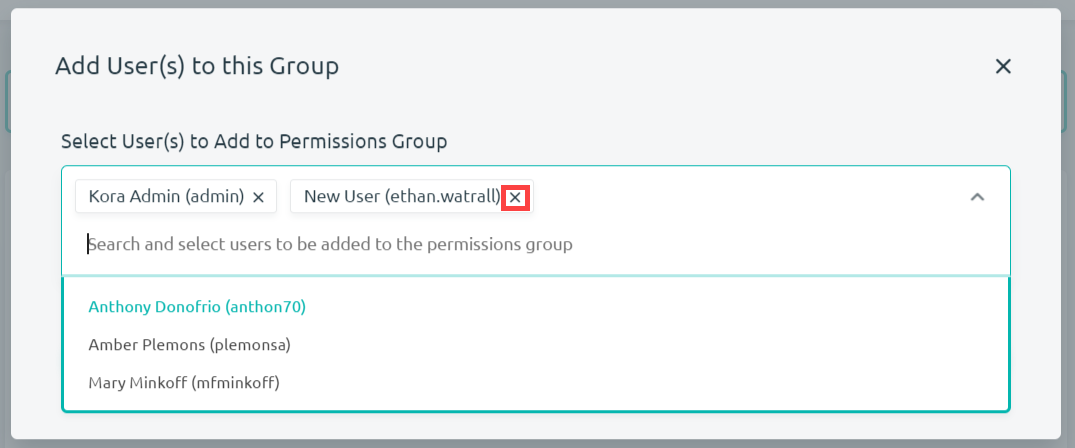 Add User(s) to this Group
Select User(s) to Add to Permissions Group
Kora Admin (admin) New User (ethan.watrall)
Search and select users to be added to the permissions group
Anthony Donofrio (anthon70)
Amber Plemons (plemonsa)
Mary Minkoff (mfminkoff)